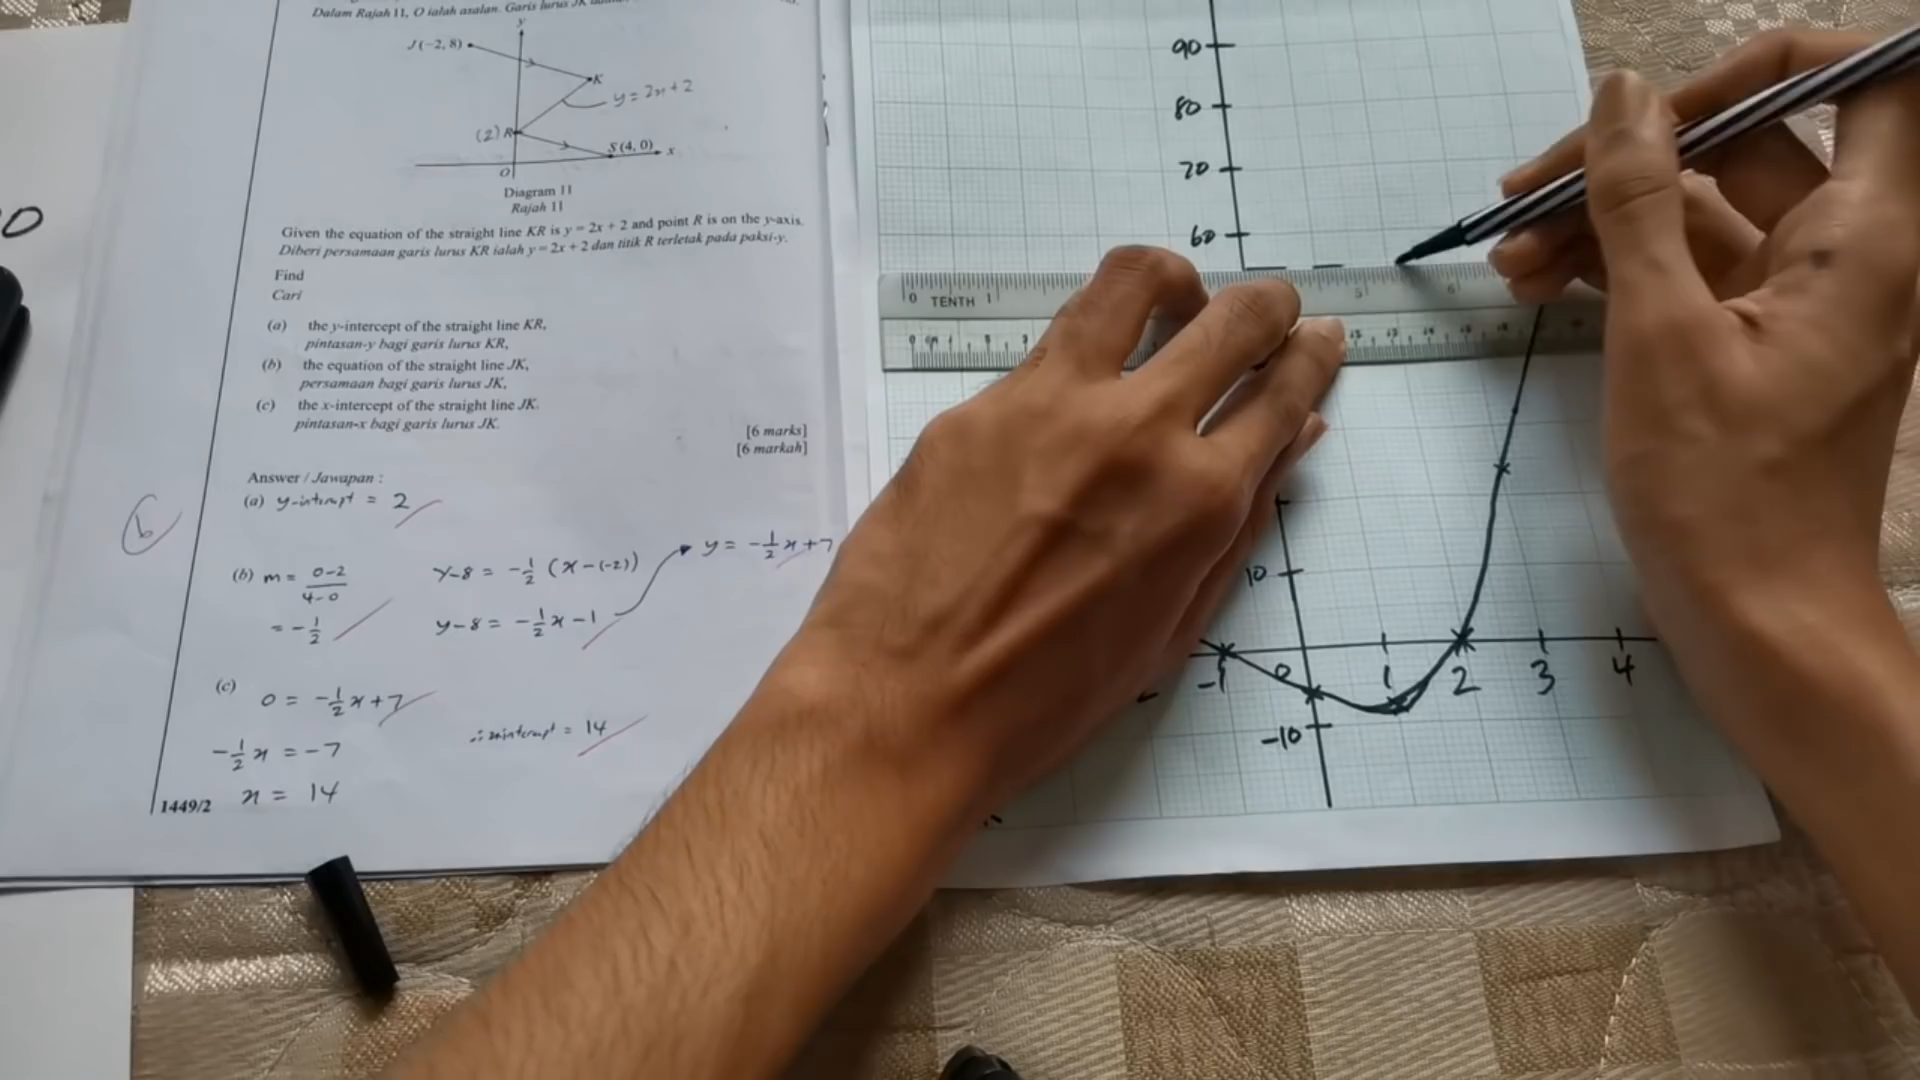 Dalam Rajah 11, O ialah asalan. Garis lurus JK
y
J (-2, 8)
K
y = 2x + 2
(2) R
S (4, 0)
x
O
Diagram 11
Rajah 11
Given the equation of the straight line KR is y = 2x + 2 and point R is on the y-axis.
Diberi persamaan garis lurus KR ialah y = 2x + 2 dan titik R terletak pada paksi-y.
Find
Cari
(a) the y-intercept of the straight line KR,
pintasan-y bagi garis lurus KR,
(b) the equation of the straight line JK,
persamaan bagi garis lurus JK,
(c) the x-intercept of the straight line JK.
pintasan-x bagi garis lurus JK.
[6 marks]
[6 markah]
Answer / Jawapan :
(a) y-intercept = 2
(b) m = 0-2 / 4-0
= -1/2
y-8 = -1/2 (x-(-2))
y-8 = -1/2 x - 1
y = -1/2 x + 7
(c) 0 = -1/2 x + 7
-1/2 x = -7
x = 14
∴ x intercept = 14
6
1449/2
90
80
70
60
0 TENTH 1 5 6
0 cm 1
10
-1 0 1 2 3 4
-10